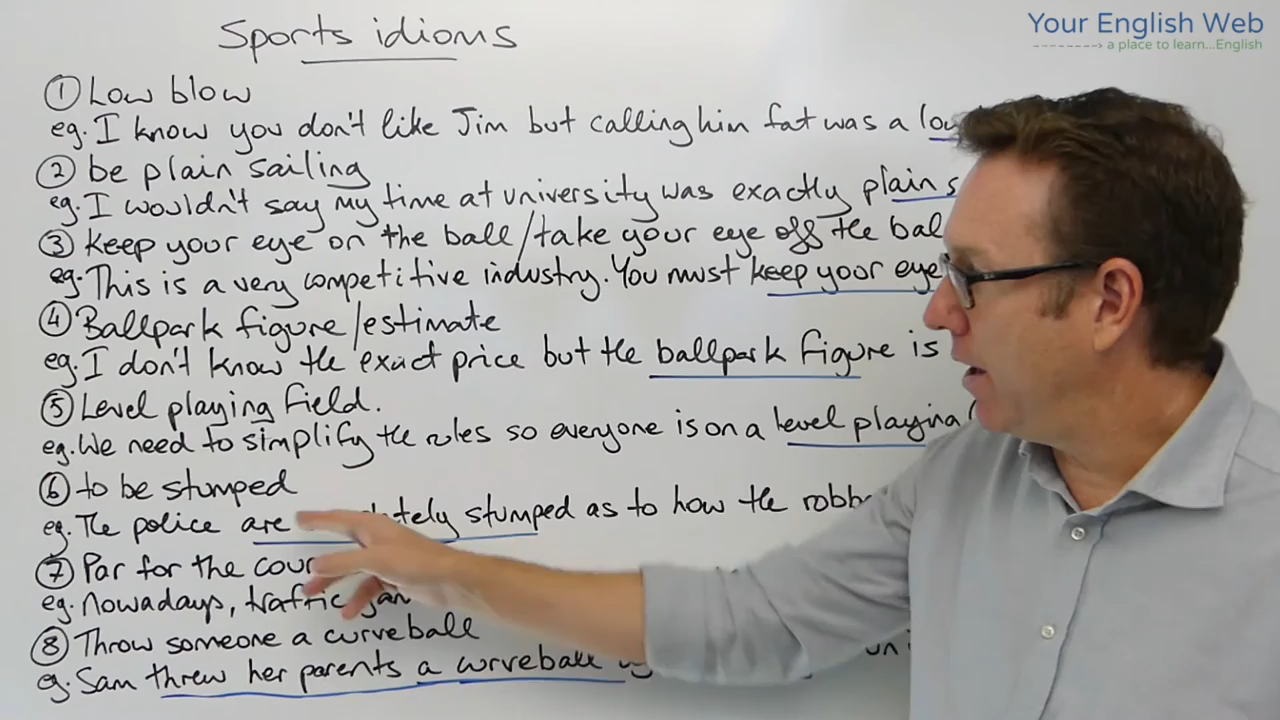 Sports idioms
Your English Web
a place to learn...English
① Low blow
eg. I know you don't like Jim but calling him fat was a
② be plain sailing
eg. I wouldn't say my time at university was exactly plain
③ Keep your eye on the ball/take your eye off the
eg. This is a very competitive industry. You must keep your eye
④ Ballpark figure/estimate
eg. I don't know the exact price but the ballpark figure is
⑤ Level playing field.
eg. We need to simplify the rules so everyone is on a level playing
⑥ to be stumped
eg. The police are stumped as to how the
⑦ Par for the
eg. Nowadays, traffic
⑧ Throw someone a curveball
eg. Sam threw her parents a curveball